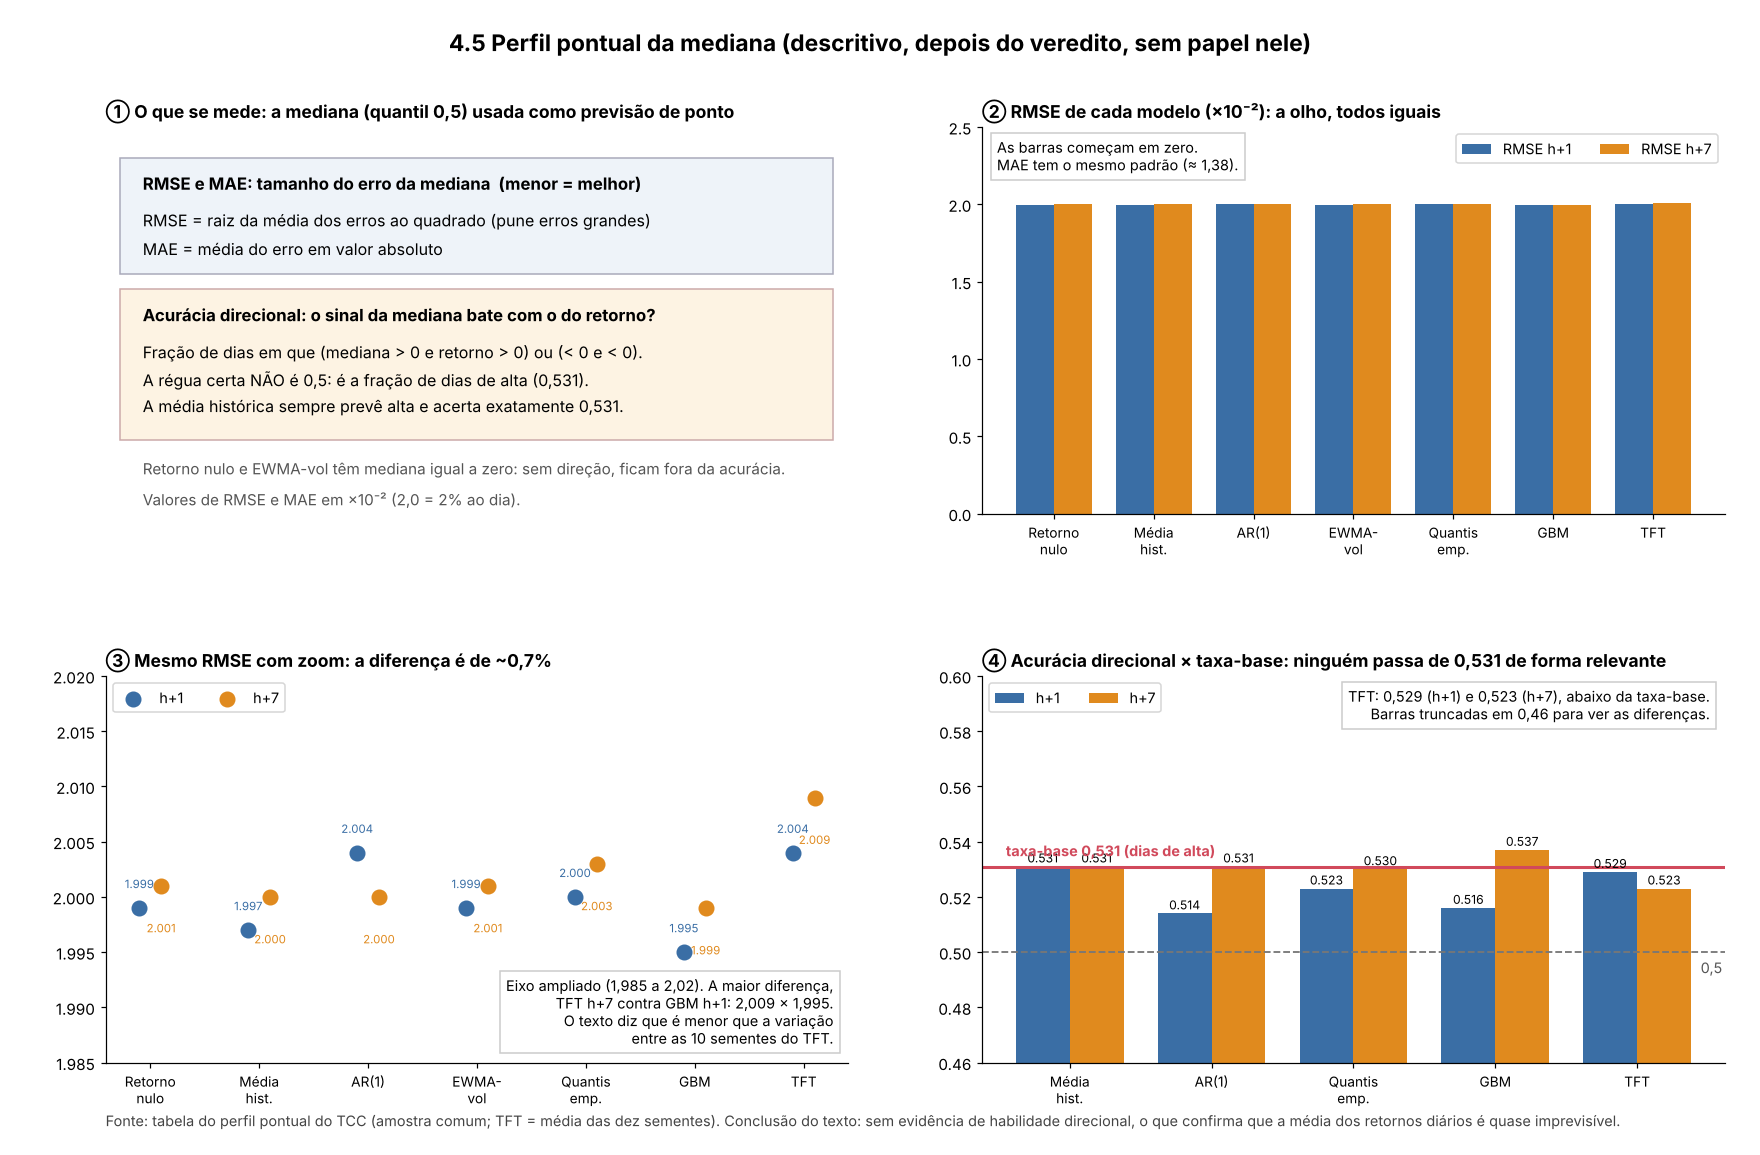 4.5 Perfil pontual da mediana (descritivo, depois do veredito, sem papel nele)
① O que se mede: a mediana (quantil 0,5) usada como previsão de ponto
RMSE e MAE: tamanho do erro da mediana (menor = melhor)
RMSE = raiz da média dos erros ao quadrado (pune erros grandes)
MAE = média do erro em valor absoluto
Acurácia direcional: o sinal da mediana bate com o do retorno?
Fração de dias em que (mediana > 0 e retorno > 0) ou (< 0 e < 0).
A régua certa NÃO é 0,5: é a fração de dias de alta (0,531).
A média histórica sempre prevê alta e acerta exatamente 0,531.
Retorno nulo e EWMA-vol têm mediana igual a zero: sem direção, ficam fora da acurácia.
Valores de RMSE e MAE em ×10⁻² (2,0 = 2% ao dia).
② RMSE de cada modelo (×10⁻²): a olho, todos iguais
As barras começam em zero.
MAE tem o mesmo padrão (≈ 1,38).
RMSE h+1 RMSE h+7
2.5
2.0
1.5
1.0
0.5
0.0
Retorno nulo
Média hist.
AR(1)
EWMA-vol
Quantis emp.
GBM
TFT
③ Mesmo RMSE com zoom: a diferença é de ~0,7%
h+1 h+7
2.020
2.015
2.010
2.005
2.000
1.995
1.990
1.985
1.999
2.001
1.997
2.000
2.004
2.000
1.999
2.001
2.000
2.003
1.995
1.999
2.004
2.009
Eixo ampliado (1,985 a 2,02). A maior diferença,
TFT h+7 contra GBM h+1: 2,009 × 1,995.
O texto diz que é menor que a variação
entre as 10 sementes do TFT.
Retorno nulo
Média hist.
AR(1)
EWMA-vol
Quantis emp.
GBM
TFT
④ Acurácia direcional × taxa-base: ninguém passa de 0,531 de forma relevante
h+1 h+7
TFT: 0,529 (h+1) e 0,523 (h+7), abaixo da taxa-base.
Barras truncadas em 0,46 para ver as diferenças.
0.60
0.58
0.56
0.54
0.52
0.50
0.48
0.46
taxa-base 0,531 (dias de alta)
0.531
0.531
0.514
0.531
0.523
0.530
0.516
0.537
0.529
0.523
0,5
Média hist.
AR(1)
Quantis emp.
GBM
TFT
Fonte: tabela do perfil pontual do TCC (amostra comum; TFT = média das dez sementes). Conclusão do texto: sem evidência de habilidade direcional, o que confirma que a média dos retornos diários é quase imprevisível.